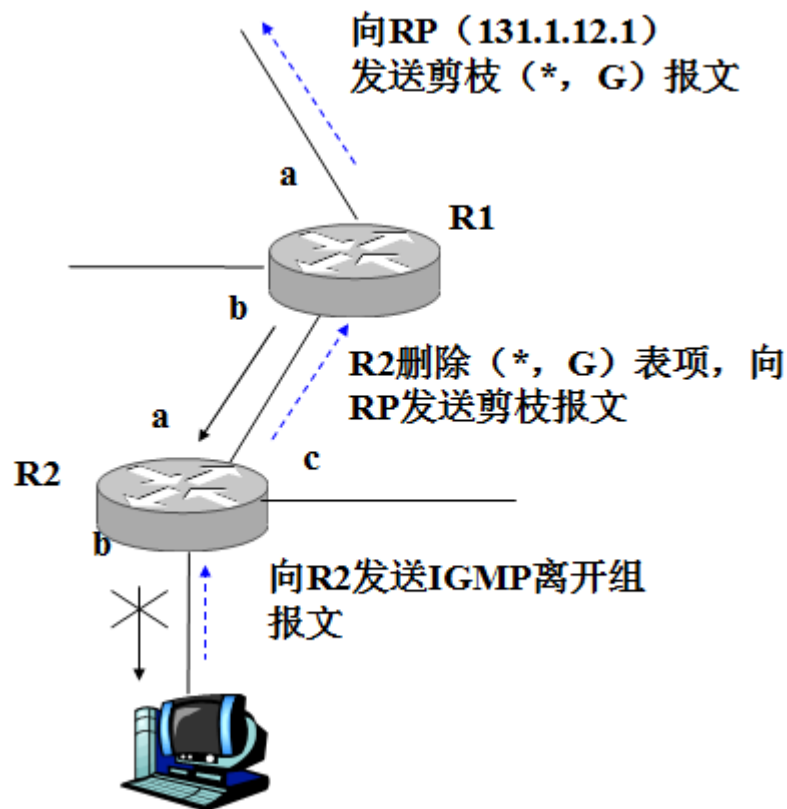 向RP（131.1.12.1）
发送剪枝（*，G）报文
a
R1
b
R2删除（*，G）表项，向
RP发送剪枝报文
a
R2
c
b
向R2发送IGMP离开组
报文